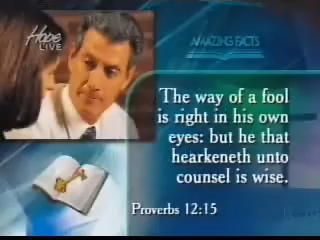 Hope
LIVE
AMAZING FACTS
The way of a fool
is right in his own
eyes: but he that
hearkeneth unto
counsel is wise.
Proverbs 12:15